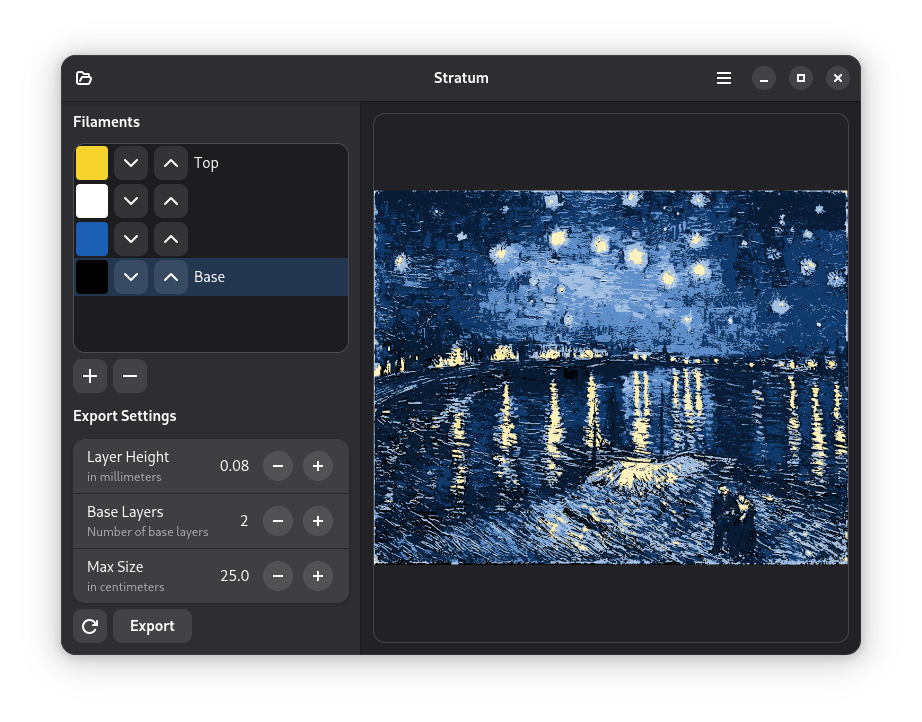 Stratum
Filaments
Top
Base
Export Settings
Layer Height
in millimeters
0.08
Base Layers
Number of base layers
2
Max Size
in centimeters
25.0
Export